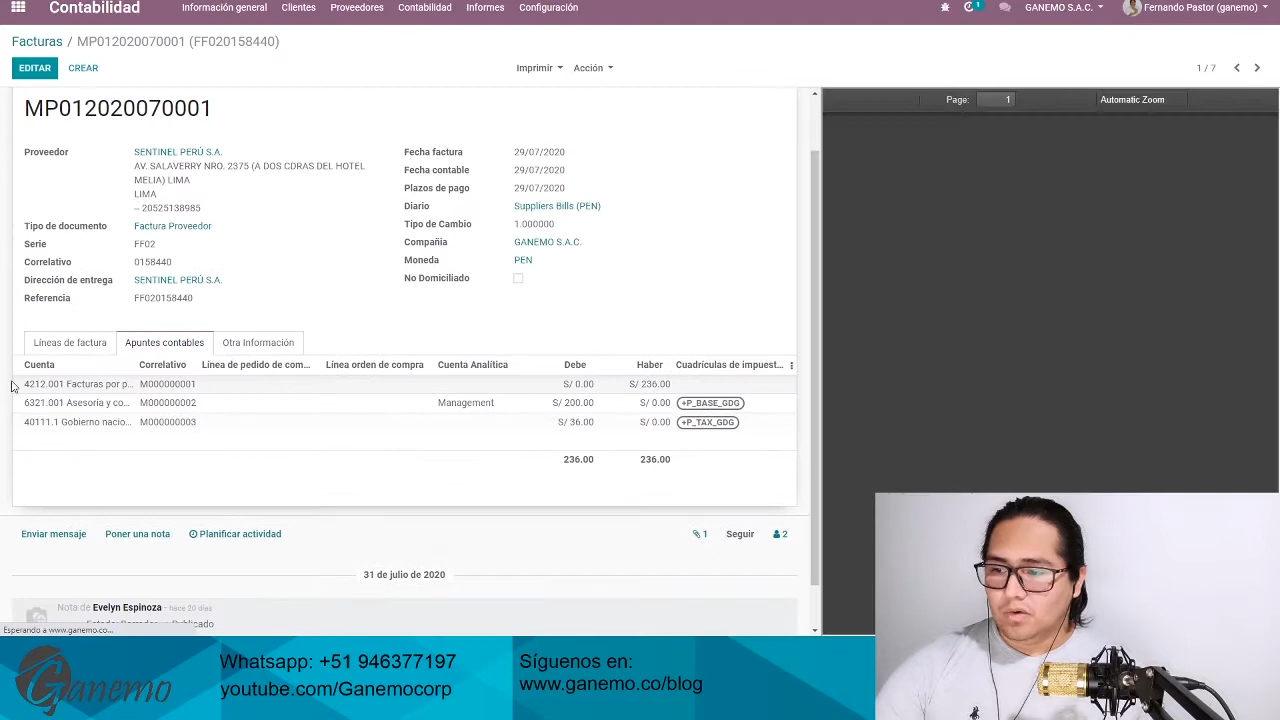 Contabilidad
Información general
Clientes
Proveedores
Contabilidad
Informes
Configuración
1
GANEMO S.A.C.
Fernando Pastor (ganemo)
Facturas / MP012020070001 (FF020158440)
EDITAR
CREAR
Imprimir
Acción
1 / 7
MP012020070001
Page: 1
Automatic Zoom
Proveedor
SENTINEL PERÚ S.A.
AV. SALAVERRY NRO. 2375 (A DOS CDRAS DEL HOTEL
MELIA) LIMA
LIMA
-- 20525138985
Tipo de documento
Factura Proveedor
Serie
FF02
Correlativo
0158440
Dirección de entrega
SENTINEL PERÚ S.A.
Referencia
FF020158440
Fecha factura
29/07/2020
Fecha contable
29/07/2020
Plazos de pago
29/07/2020
Diario
Suppliers Bills (PEN)
Tipo de Cambio
1.000000
Compañia
GANEMO S.A.C.
Moneda
PEN
No Domiciliado
Líneas de factura
Apuntes contables
Otra Información
Cuenta Correlativo Línea de pedido de com... Línea orden de compra Cuenta Analítica Debe Haber Cuadrículas de impuest...
4212.001 Facturas por p... M000000001 S/ 0.00 S/ 236.00
6321.001 Asesoría y co... M000000002 Management S/ 200.00 S/ 0.00 +P_BASE_GDG
40111.1 Gobierno nacio... M000000003 S/ 36.00 S/ 0.00 +P_TAX_GDG
236.00 236.00
Enviar mensaje
Poner una nota
Planificar actividad
1
Seguir
2
31 de julio de 2020
Nota de Evelyn Espinoza - hace 20 días
Estado: Borrador → Publicado
Esperando a www.ganemo.co...
Ganemo
Whatsapp: +51 946377197
youtube.com/Ganemocorp
Síguenos en:
www.ganemo.co/blog